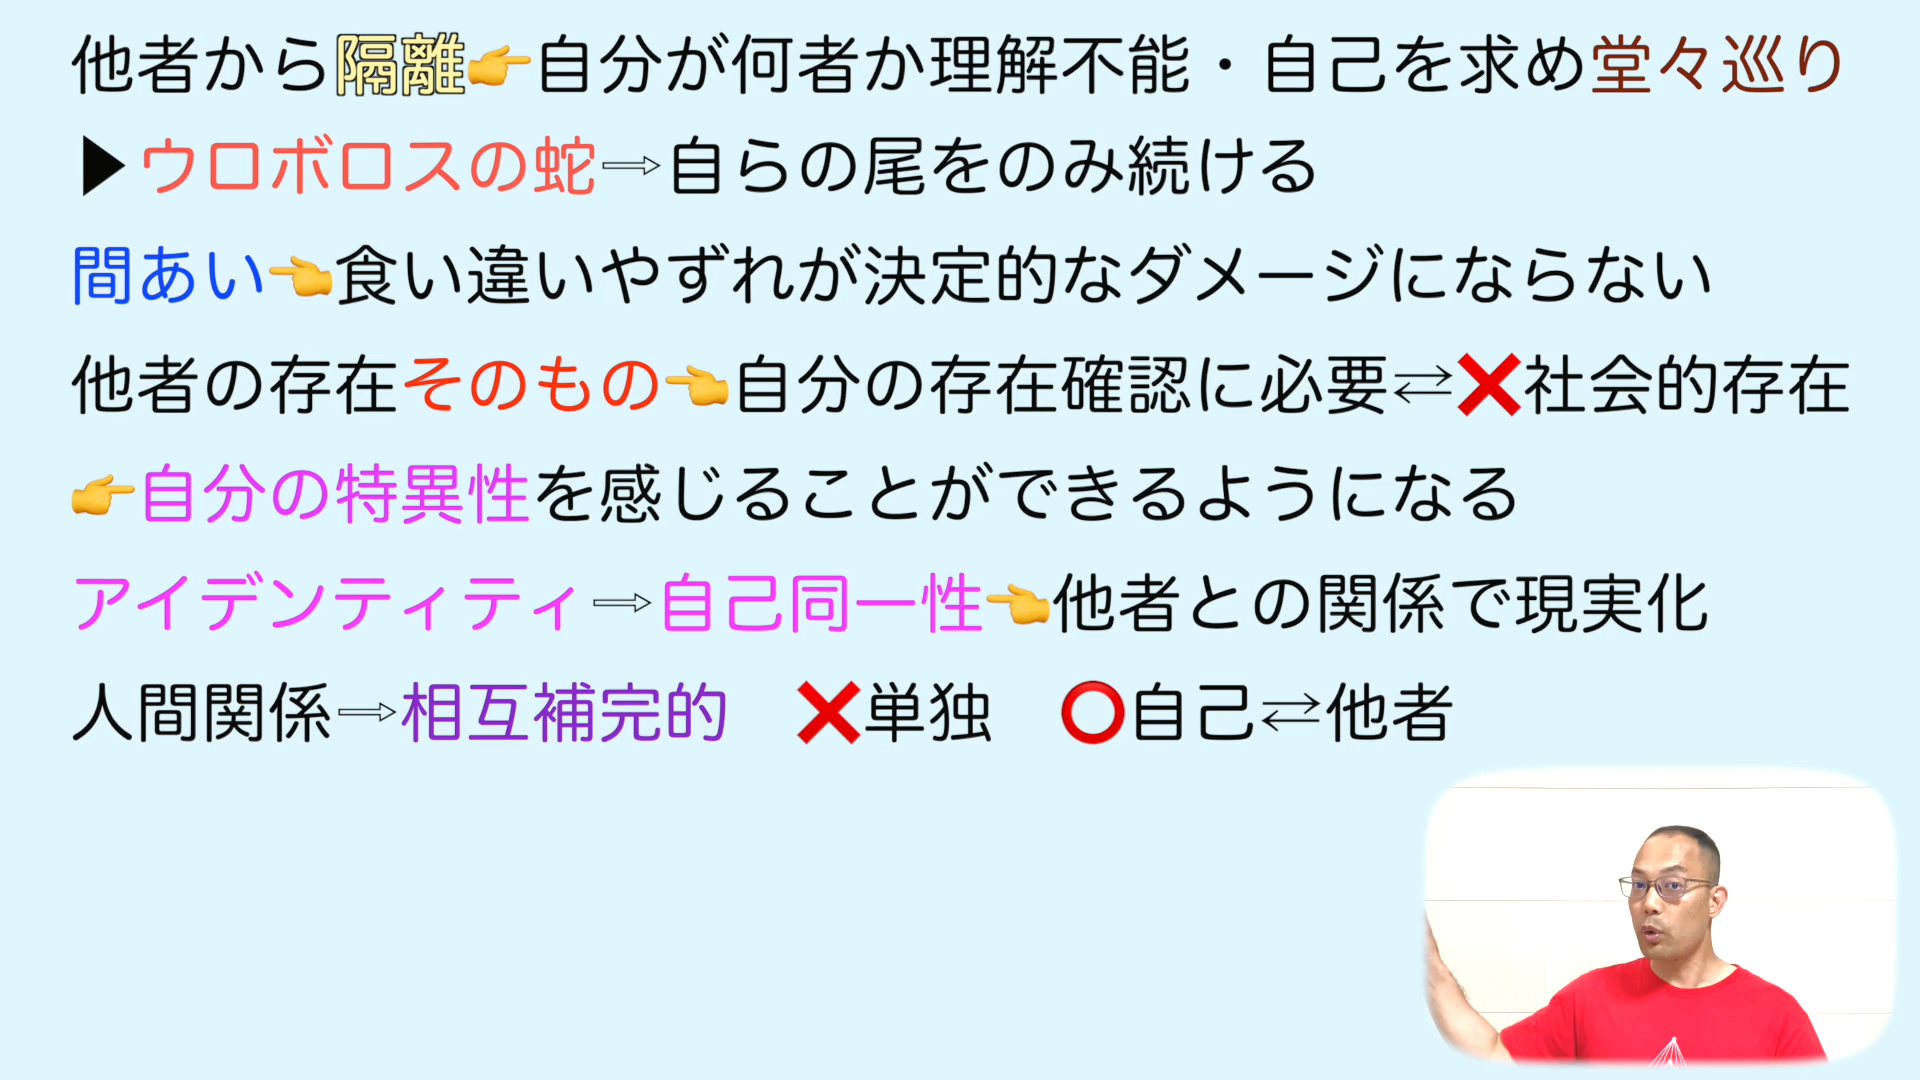 他者から隔離👉自分が何者か理解不能・自己を求め堂々巡り
▶ウロボロスの蛇⇨自らの尾をのみ続ける
間あい👈食い違いやずれが決定的なダメージにならない
他者の存在そのもの👈自分の存在確認に必要⇄❌社会的存在
👉自分の特異性を感じることができるようになる
アイデンティティ⇨自己同一性👈他者との関係で現実化
人間関係⇨相互補完的　❌単独　⭕自己⇄他者